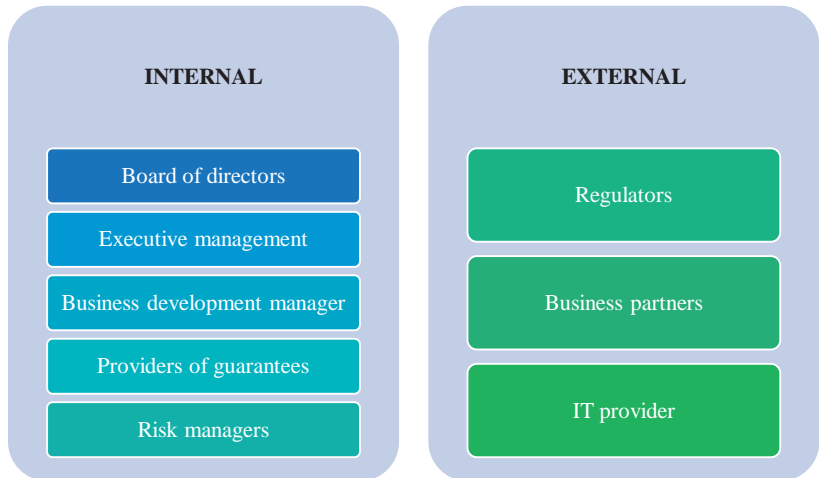 INTERNAL
Board of directors
Executive management
Business development manager
Providers of guarantees
Risk managers
EXTERNAL
Regulators
Business partners
IT provider